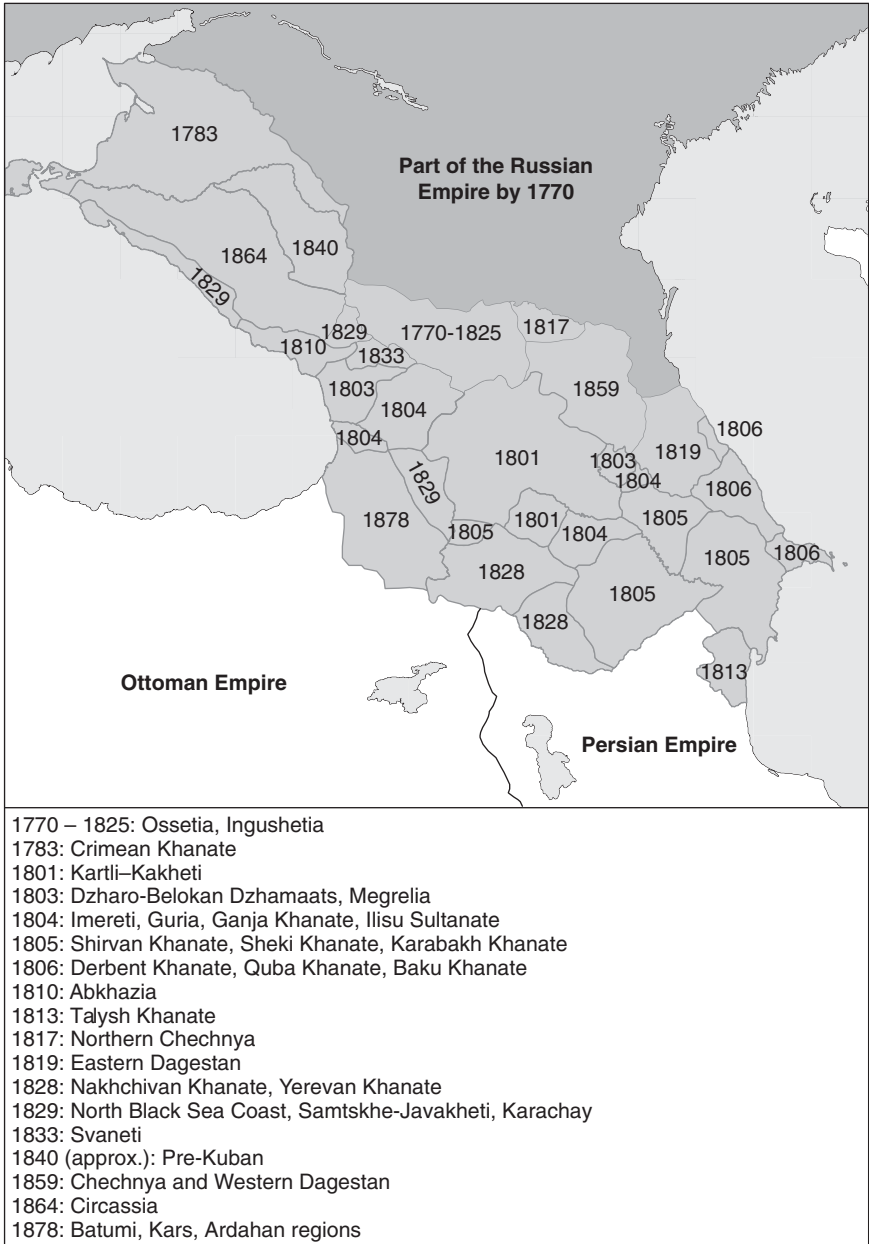 1783
Part of the Russian
Empire by 1770
1864
1840
1829
1829
1770-1825
1817
1810
1833
1803
1804
1859
1804
1806
1801
1803
1819
1804
1829
1806
1878
1805
1801
1804
1805
1805
1806
1828
1805
1828
1813
Ottoman Empire
Persian Empire
1770 – 1825: Ossetia, Ingushetia
1783: Crimean Khanate
1801: Kartli–Kakheti
1803: Dzharo-Belokan Dzhamaats, Megrelia
1804: Imereti, Guria, Ganja Khanate, Ilisu Sultanate
1805: Shirvan Khanate, Sheki Khanate, Karabakh Khanate
1806: Derbent Khanate, Quba Khanate, Baku Khanate
1810: Abkhazia
1813: Talysh Khanate
1817: Northern Chechnya
1819: Eastern Dagestan
1828: Nakhchivan Khanate, Yerevan Khanate
1829: North Black Sea Coast, Samtskhe-Javakheti, Karachay
1833: Svaneti
1840 (approx.): Pre-Kuban
1859: Chechnya and Western Dagestan
1864: Circassia
1878: Batumi, Kars, Ardahan regions